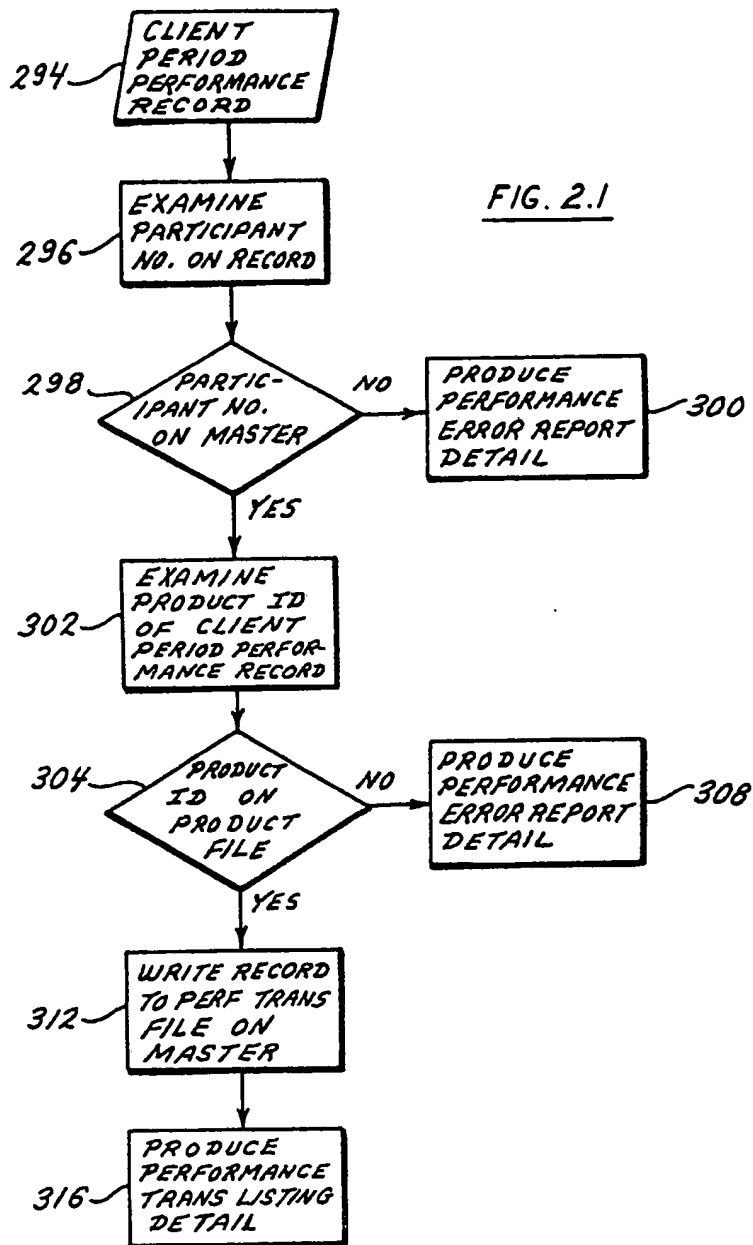 CLIENT
PERIOD
PERFORMANCE
RECORD
294
FIG. 2.1
EXAMINE
PARTICIPANT
NO. ON RECORD
296
298
PARTIC-
IPANT NO.
ON MASTER
NO
PRODUCE
PERFORMANCE
ERROR REPORT
DETAIL
300
YES
EXAMINE
PRODUCT ID
OF CLIENT
PERIOD PERFOR-
MANCE RECORD
302
304
PRODUCT
ID ON
PRODUCT
FILE
NO
PRODUCE
PERFORMANCE
ERROR REPORT
DETAIL
308
YES
WRITE RECORD
TO PERF TRANS
FILE ON
MASTER
312
PRODUCE
PERFORMANCE
TRANS LISTING
DETAIL
316